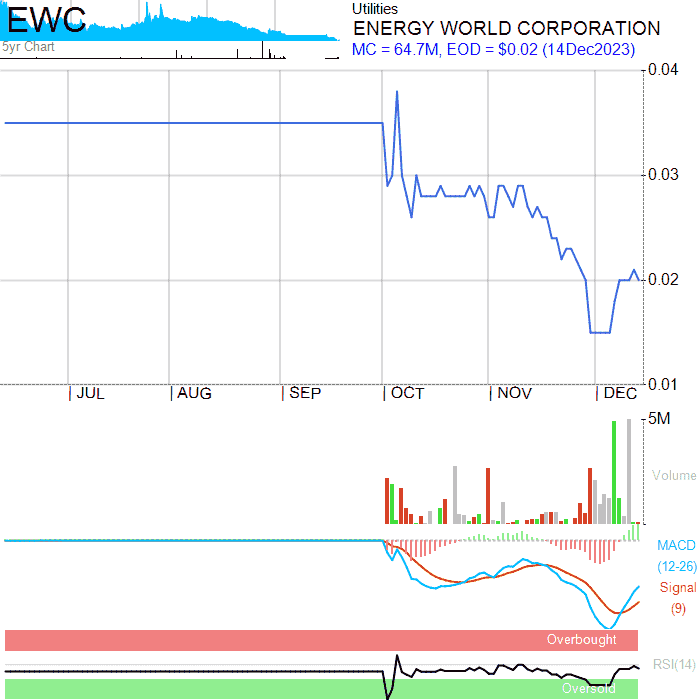 EWC
5yr Chart
Utilities
ENERGY WORLD CORPORATION
MC = 64.7M, EOD = $0.02 (14Dec2023)
0.04
0.03
0.02
0.01
JUL AUG SEP OCT NOV DEC
5M
Volume
MACD
(12-26)
Signal
(9)
Overbought
RSI(14)
Oversold